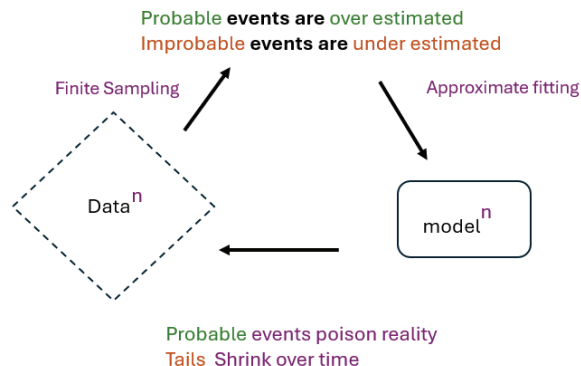 Probable events are over estimated
Improbable events are under estimated
Finite Sampling
Approximate fitting
Data^n
model^n
Probable events poison reality
Tails Shrink over time